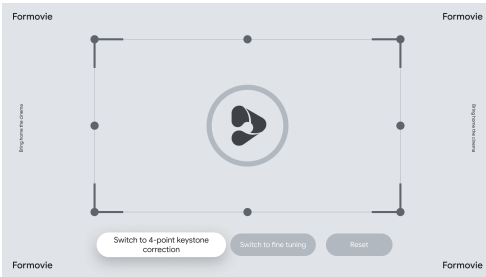 Formovie
Formovie
Bring home the cinema
Bring home the cinema
Switch to 4-point keystone
correction
Switch to fine tuning
Reset
Formovie
Formovie